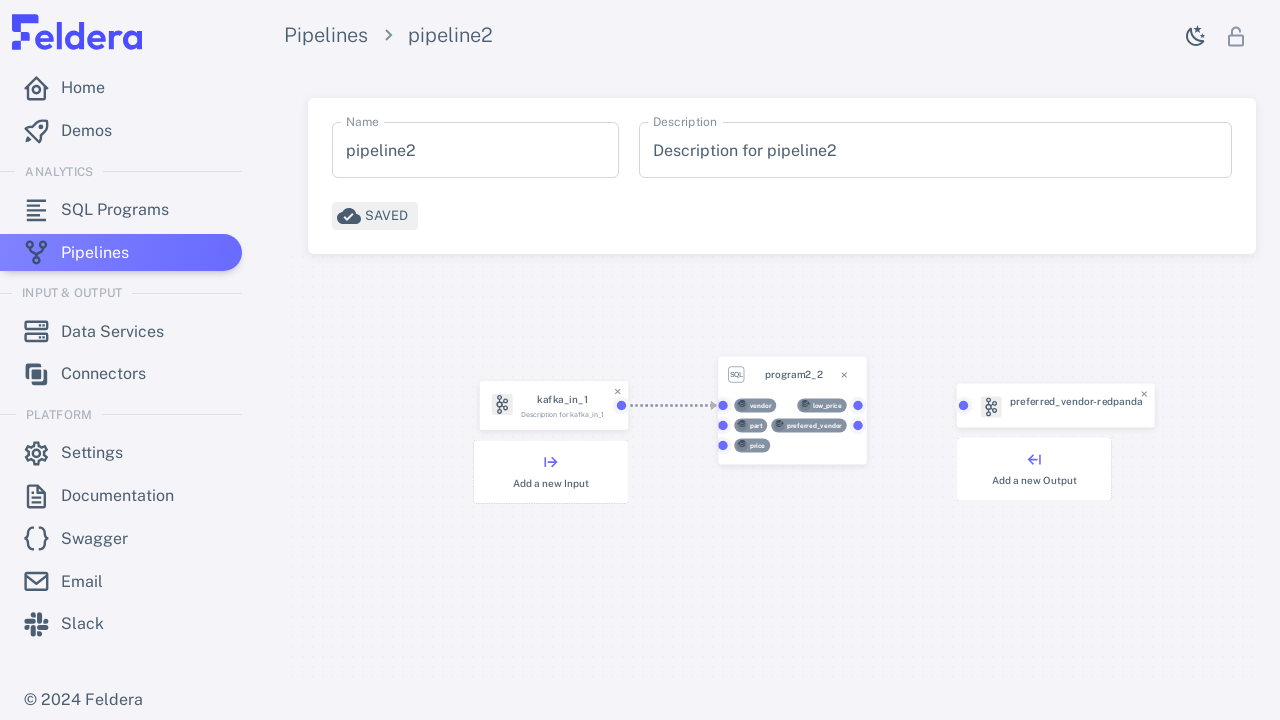 Feldera
Pipelines
pipeline2
Home
Demos
ANALYTICS
SQL Programs
Pipelines
INPUT & OUTPUT
Data Services
Connectors
PLATFORM
Settings
Documentation
Swagger
Email
Slack
© 2024 Feldera
Name
pipeline2
Description
Description for pipeline2
SAVED
kafka_in_1
Description for kafka_in_1
Add a new Input
SQL
program2_2
vendor
low_price
part
preferred_vendor
price
preferred_vendor-redpanda
Add a new Output